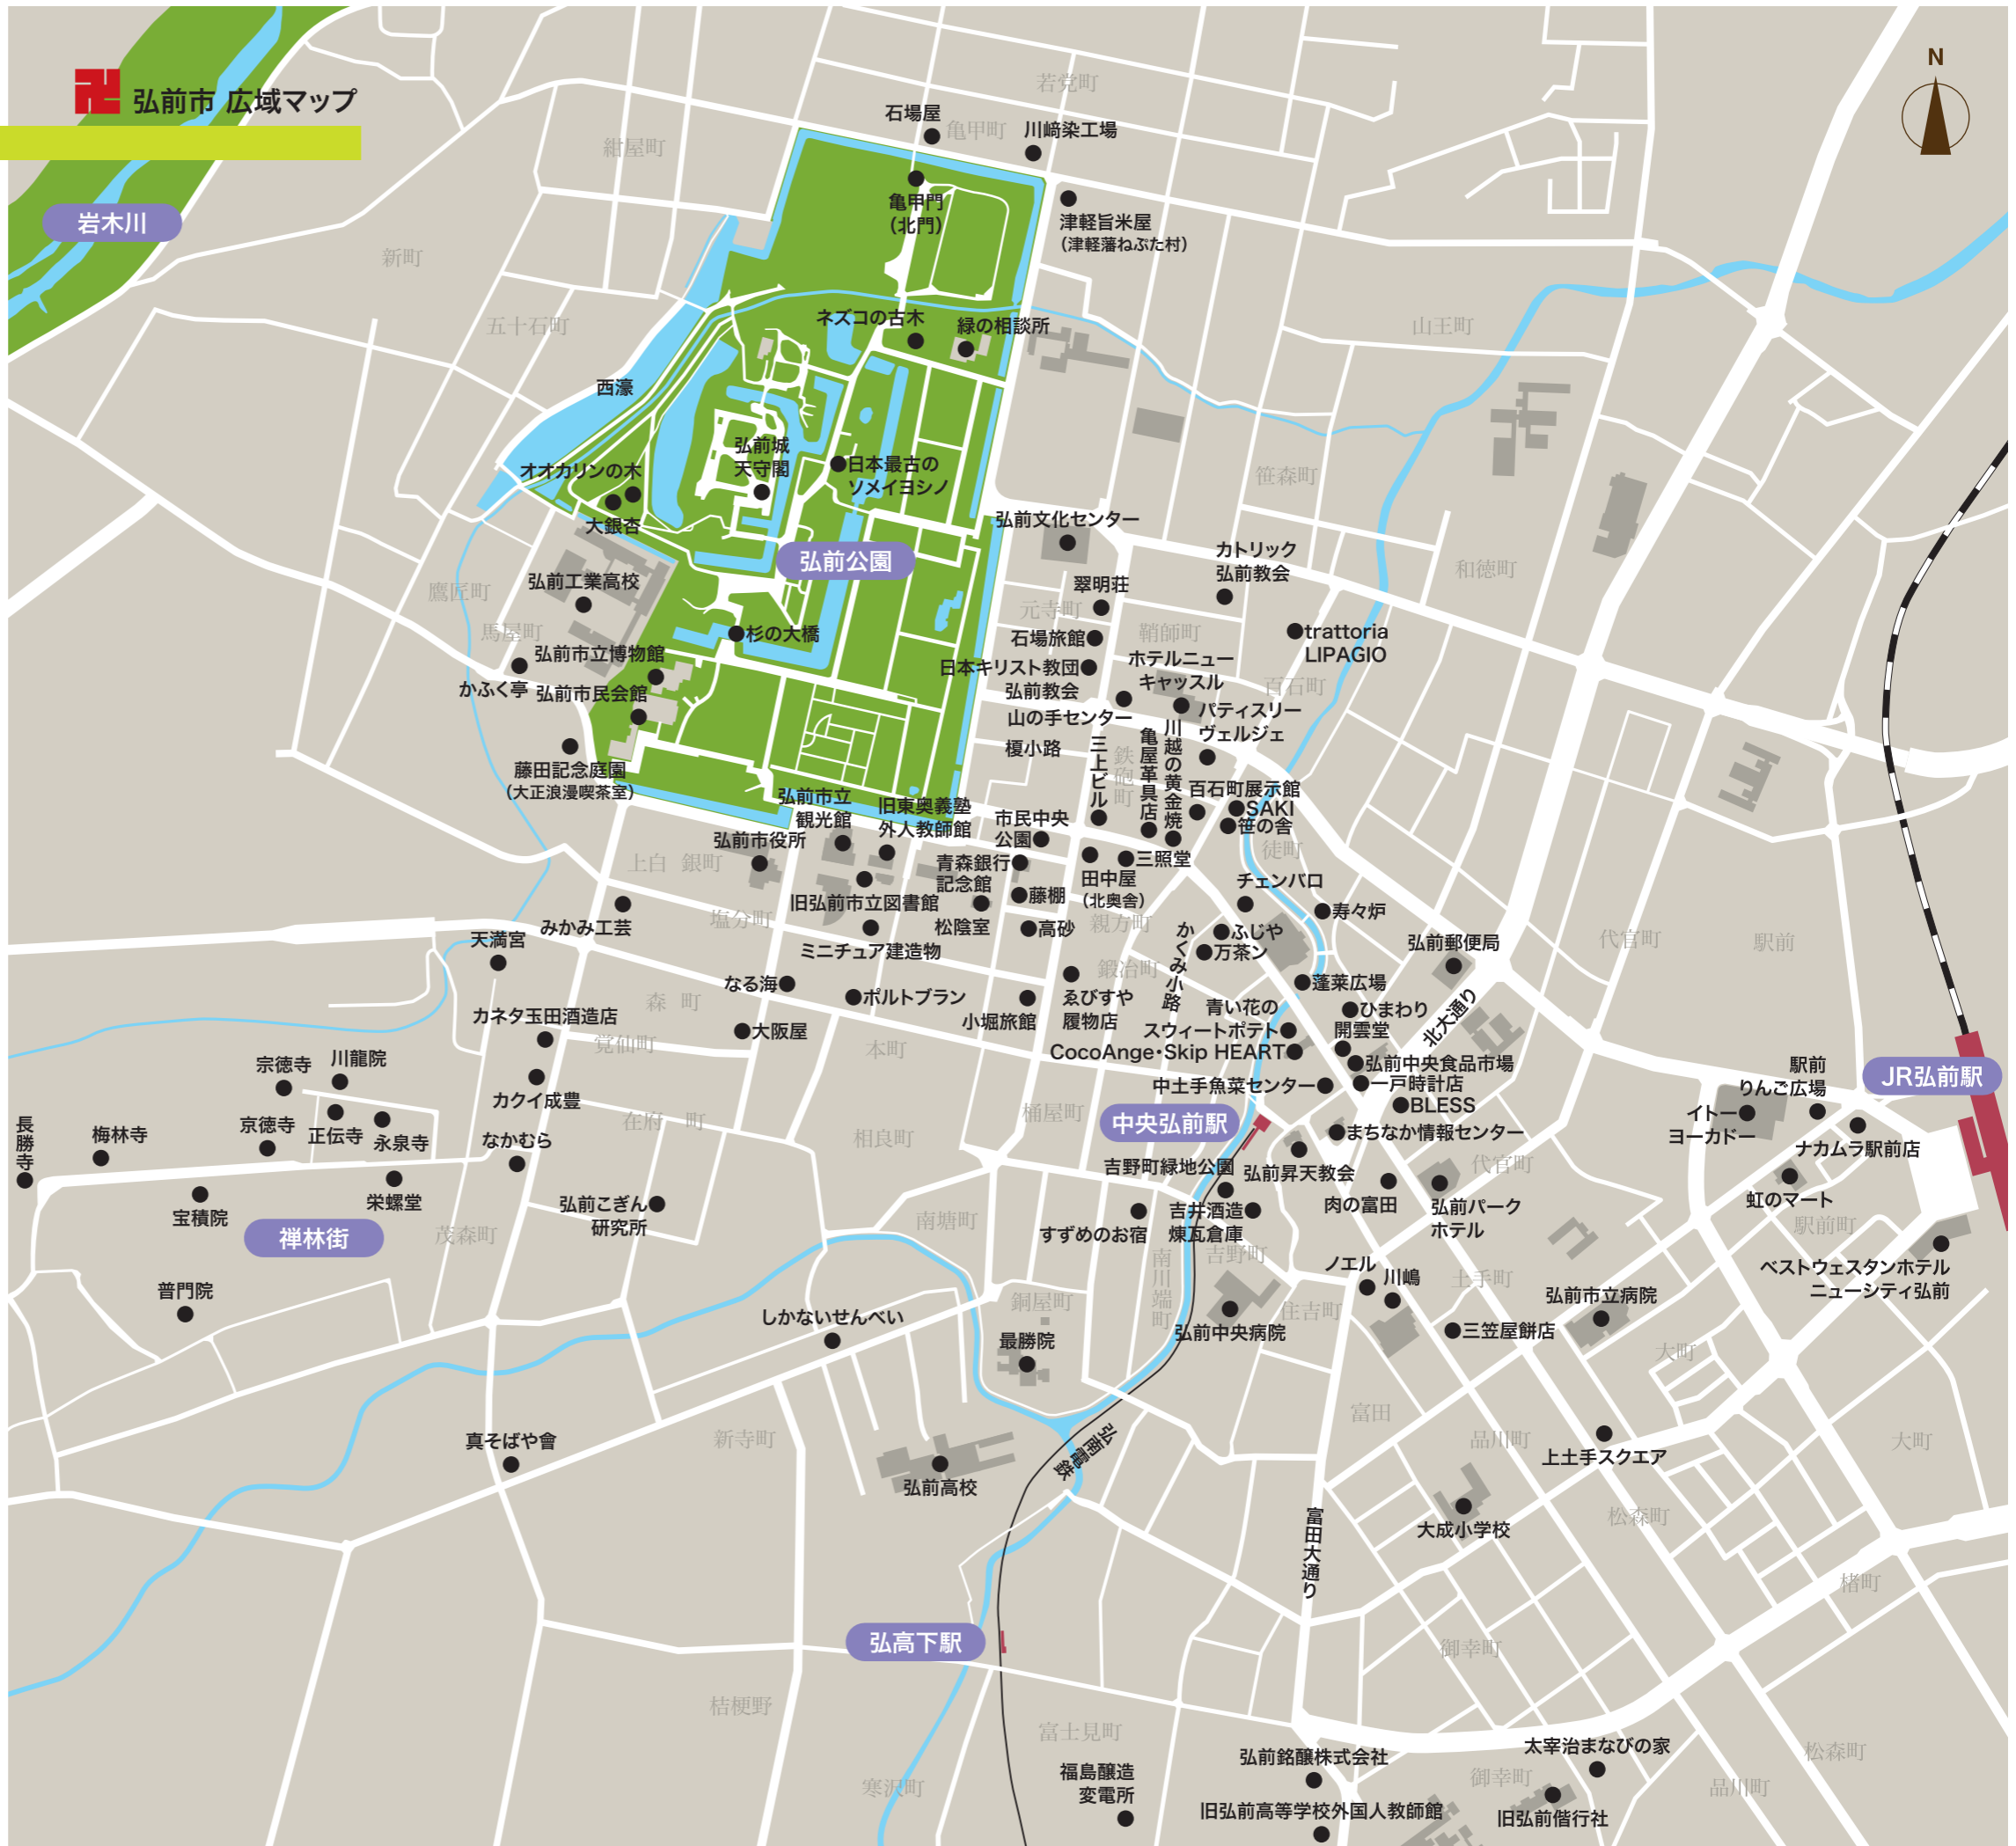 弘前市 広域マップ
N
岩木川
若党町
石場屋
亀甲町
川﨑染工場
紺屋町
亀甲門
（北門）
津軽旨米屋
（津軽藩ねぷた村）
新町
五十石町
ネズコの古木
緑の相談所
山王町
西濠
弘前城
天守閣
日本最古の
ソメイヨシノ
オオカリンの木
大銀杏
笹森町
弘前文化センター
弘前公園
カトリック
弘前教会
和徳町
弘前工業高校
鷹匠町
翠明荘
元寺町
馬屋町
杉の大橋
石場旅館
鞘師町
trattoria
LIPAGIO
弘前市立博物館
かふく亭
弘前市民会館
日本キリスト教団
弘前教会
ホテルニュー
キャッスル
百石町
山の手センター
パティスリー
ヴェルジェ
榎小路
三上ビル
鉄砲町
亀屋革具店
川越の黄金焼
藤田記念庭園
（大正浪漫喫茶室）
弘前市立
観光館
旧東奥義塾
外人教師館
市民中央
公園
百石町展示館
SAKI
笹の舎
徒町
弘前市役所
上白 銀町
青森銀行
記念館
田中屋
（北奥舎）
三照堂
チェンバロ
藤棚
旧弘前市立図書館
塩分町
松陰室
高砂
親方町
寿々炉
みかみ工芸
天満宮
ミニチュア建造物
かくみ小路
ふじや
万茶ン
弘前郵便局
代官町
駅前
鍛冶町
なる海
森 町
ポルトブラン
小堀旅館
ゑびすや
履物店
蓬莱広場
青い花の
スウィートポテト
ひまわり
開雲堂
北大通り
カネタ玉田酒造店
覚仙町
大阪屋
本町
CocoAnge・Skip HEART
弘前中央食品市場
中土手魚菜センター
一戸時計店
BLESS
宗徳寺
川龍院
カクイ成豊
駅前
りんご広場
JR弘前駅
長勝寺
梅林寺
京徳寺
正伝寺
永泉寺
なかむら
在府 町
相良町
桶屋町
中央弘前駅
まちなか情報センター
イトー
ヨーカドー
ナカムラ駅前店
吉野町緑地公園
弘前昇天教会
代官町
宝積院
栄螺堂
禅林街
弘前こぎん
研究所
茂森町
南塘町
すずめのお宿
吉井酒造
煉瓦倉庫
肉の富田
弘前パーク
ホテル
虹のマート
駅前町
南川端町
吉野町
普門院
ノエル
川嶋
土手町
ベストウェスタンホテル
ニューシティ弘前
弘前市立病院
しかないせんべい
銅屋町
最勝院
弘前中央病院
住吉町
三笠屋餅店
大町
富田
真そばや會
新寺町
弘前高校
弘南電鉄
品川町
上土手スクエア
大町
富田大通り
大成小学校
松森町
楮町
弘高下駅
御幸町
桔梗野
富士見町
福島醸造
変電所
寒沢町
弘前銘醸株式会社
旧弘前高等学校外国人教師館
太宰治まなびの家
御幸町
旧弘前偕行社
品川町
松森町